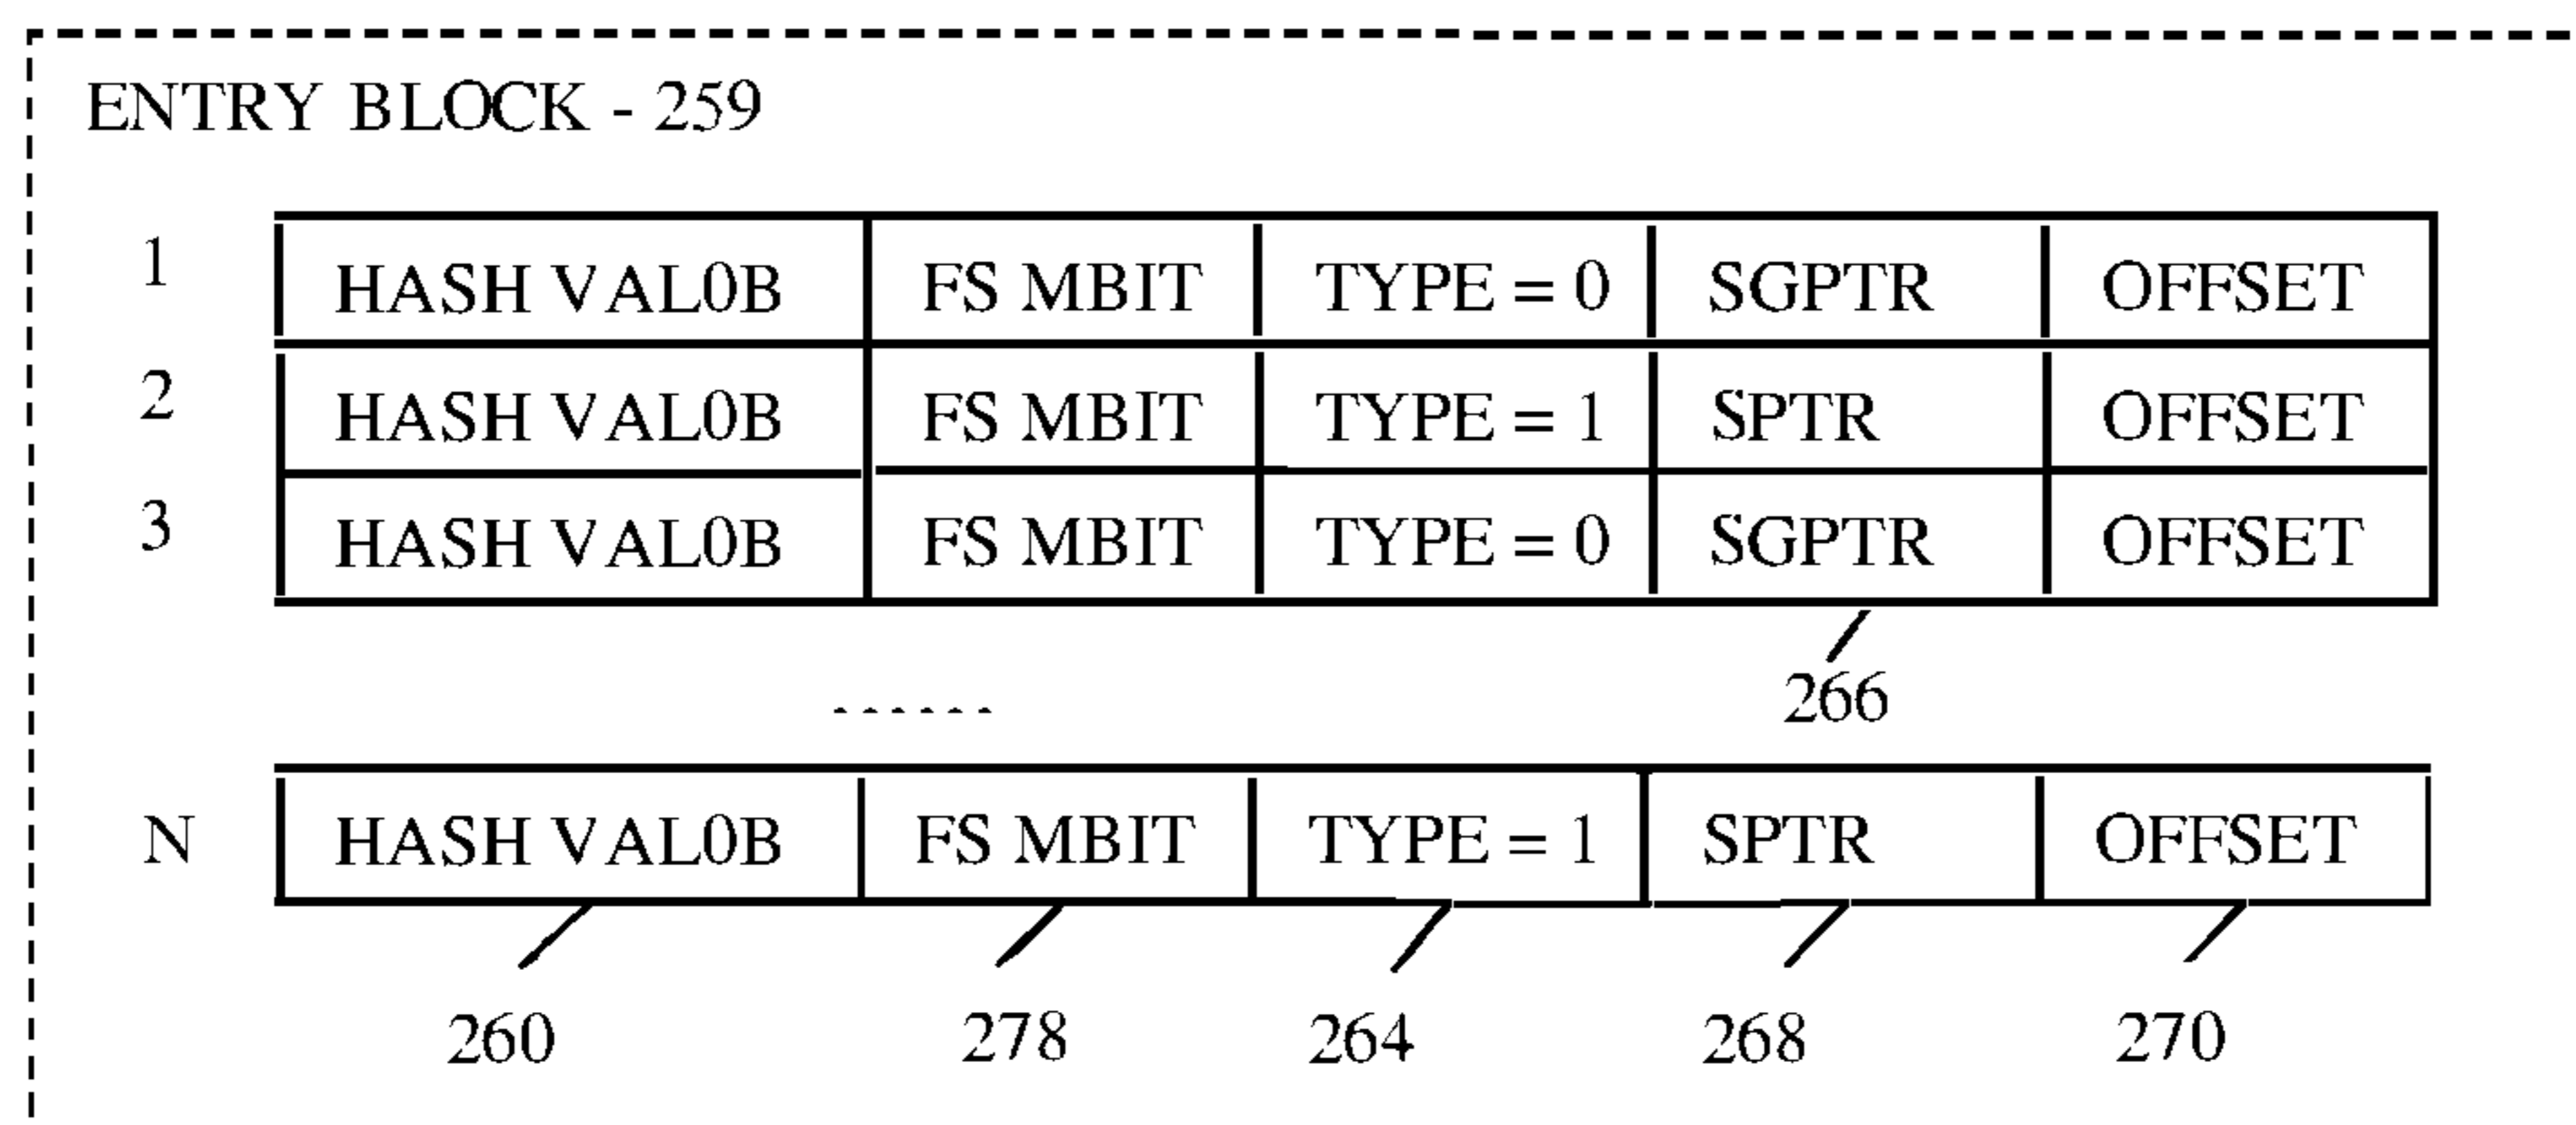 ENTRY BLOCK - 259
1 HASH VAL0B FS MBIT TYPE = 0 SGPTR OFFSET
2 HASH VAL0B FS MBIT TYPE = 1 SPTR OFFSET
3 HASH VAL0B FS MBIT TYPE = 0 SGPTR OFFSET
266
......
N HASH VAL0B FS MBIT TYPE = 1 SPTR OFFSET
260 278 264 268 270